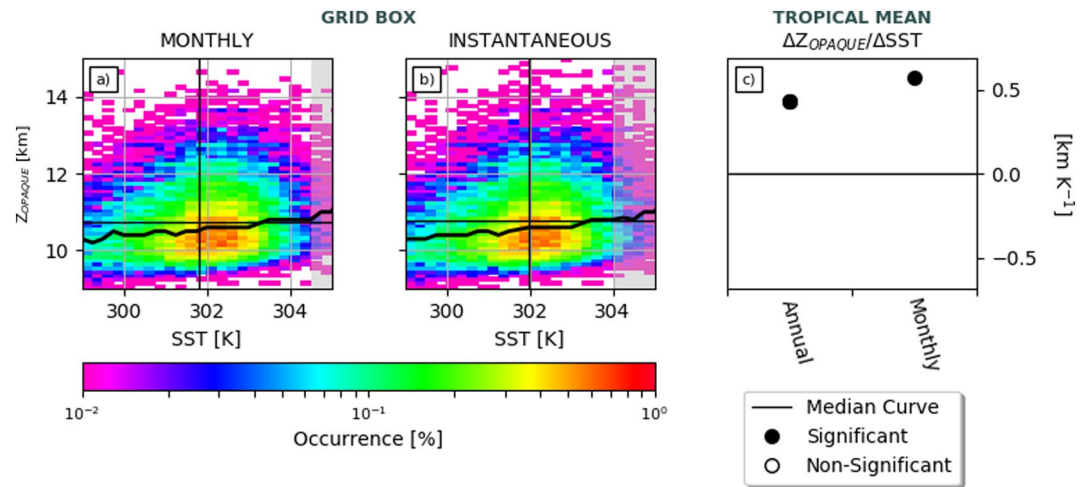 GRID BOX
TROPICAL MEAN
MONTHLY
INSTANTANEOUS
ΔZOPAQUE/ΔSST
a)
b)
c)
Z_OPAQUE [km]
14
12
10
300 302 304
300 302 304
SST [K]
SST [K]
0.5
0.0
−0.5
[km K⁻¹]
Annual
Monthly
10⁻²
10⁻¹
10⁰
Occurrence [%]
Median Curve
Significant
Non-Significant